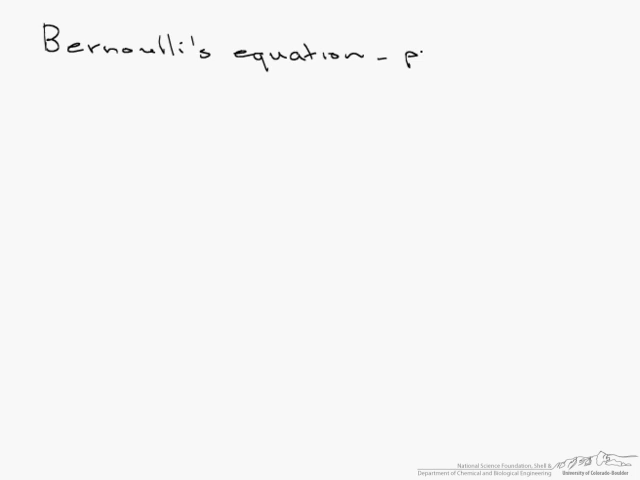 Bernoulli's equation - p
National Science Foundation, Shell &
Department of Chemical and Biological Engineering
University of Colorado-Boulder